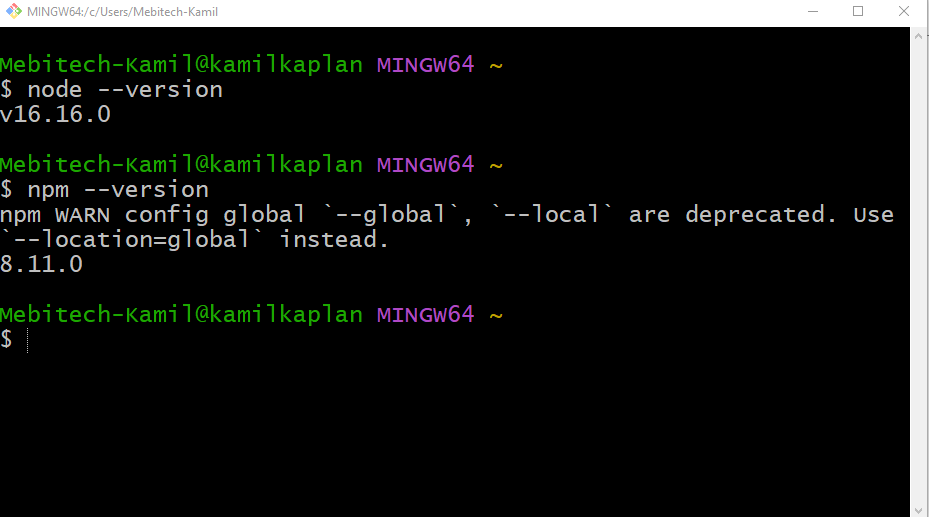 MINGW64:/c/Users/Mebitech-Kamil
Mebitech-Kamil@kamilkaplan MINGW64 ~
$ node --version
v16.16.0
Mebitech-Kamil@kamilkaplan MINGW64 ~
$ npm --version
npm WARN config global `--global`, `--local` are deprecated. Use
`--location=global` instead.
8.11.0
Mebitech-Kamil@kamilkaplan MINGW64 ~
$